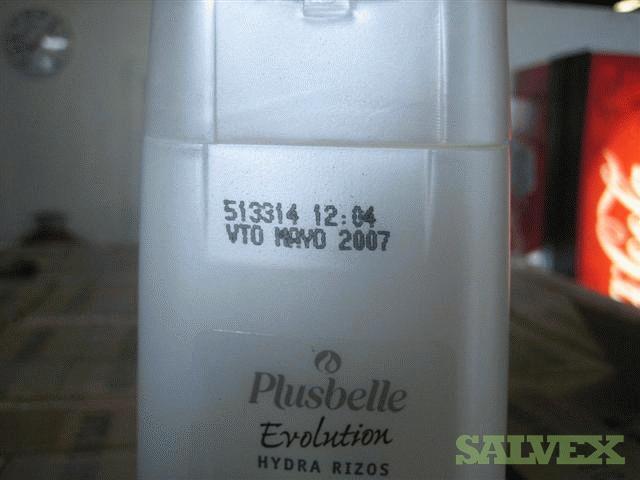 513314 12:04
VTO MAYO 2007
Plusbelle
Evolution
HYDRA RIZOS
SALVEX